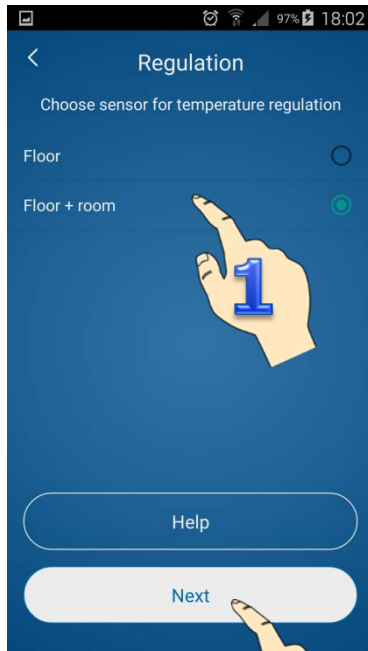 97% 18:02
Regulation
Choose sensor for temperature regulation
Floor
Floor + room
1
Help
Next